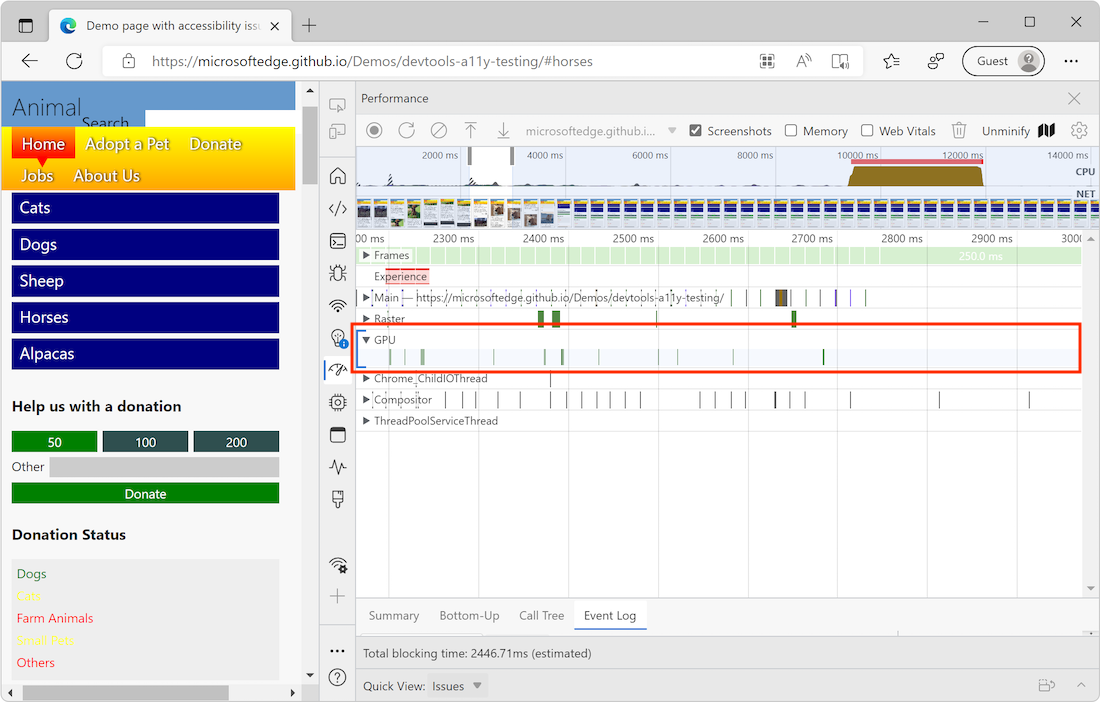 Demo page with accessibility issu
https://microsoftedge.github.io/Demos/devtools-a11y-testing/#horses
Guest
Animal
Search
Home Adopt a Pet Donate
Jobs About Us
Cats
Dogs
Sheep
Horses
Alpacas
Help us with a donation
50 100 200
Other
Donate
Donation Status
Dogs
Cats
Farm Animals
Small Pets
Others
Performance
microsoftedge.github.i... Screenshots Memory Web Vitals Unminify
2000 ms 4000 ms 6000 ms 8000 ms 10000 ms 12000 ms 14000 ms
CPU
NET
00 ms 2300 ms 2400 ms 2500 ms 2600 ms 2700 ms 2800 ms 2900 ms 300
Frames 250.0 ms
Experience
Main — https://microsoftedge.github.io/Demos/devtools-a11y-testing/
Raster
GPU
Chrome_ChildIOThread
Compositor
ThreadPoolServiceThread
Summary Bottom-Up Call Tree Event Log
Total blocking time: 2446.71ms (estimated)
Quick View: Issues